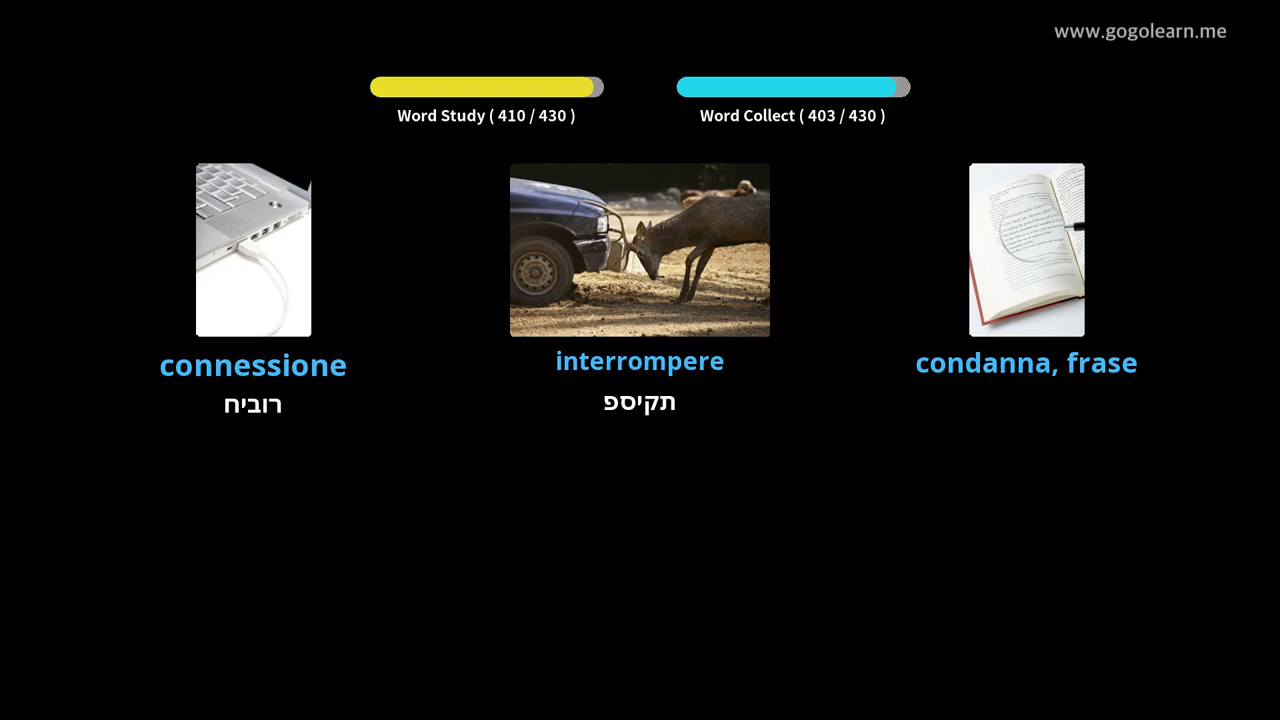 www.gogolearn.me
Word Study ( 410 / 430 )
Word Collect ( 403 / 430 )
connessione
רוביח
interrompere
תקיספ
condanna, frase